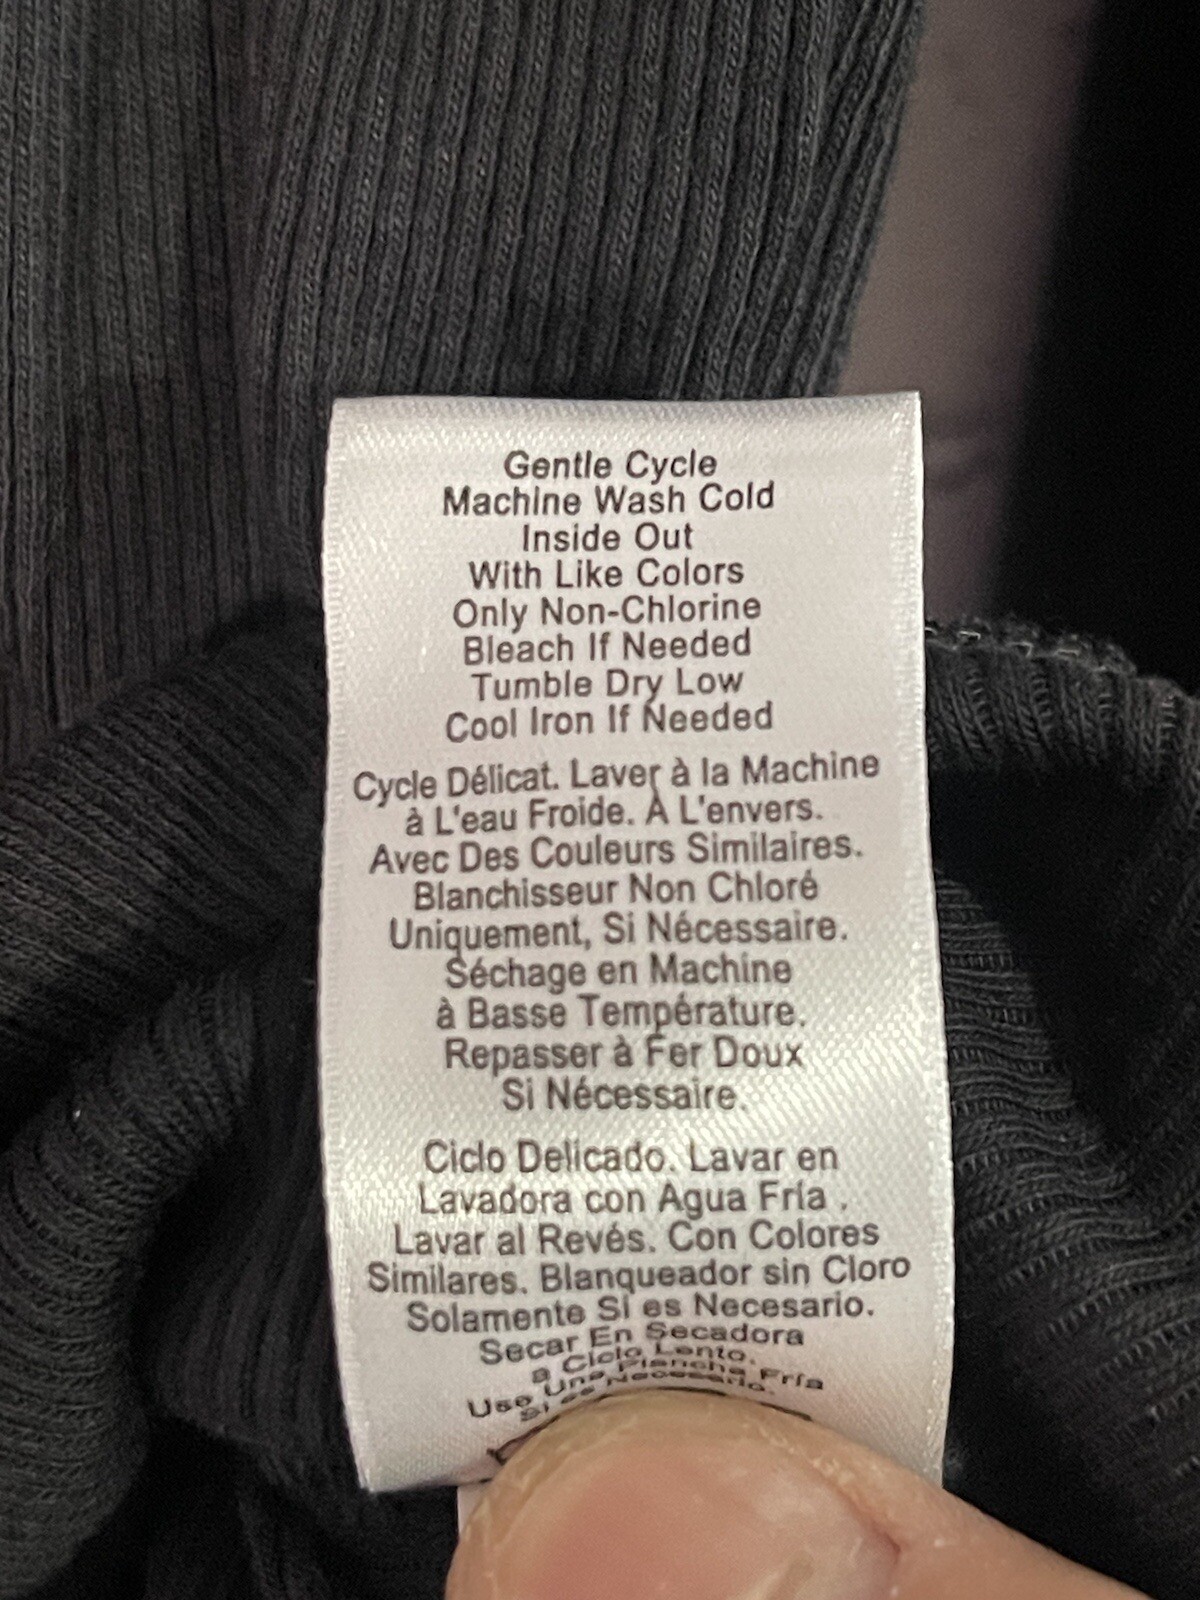 Gentle Cycle
Machine Wash Cold
Inside Out
With Like Colors
Only Non-Chlorine
Bleach If Needed
Tumble Dry Low
Cool Iron If Needed
Cycle Délicat. Laver à la Machine
à L'eau Froide. À L'envers.
Avec Des Couleurs Similaires.
Blanchisseur Non Chloré
Uniquement, Si Nécessaire.
Séchage en Machine
à Basse Température.
Repasser à Fer Doux
Si Nécessaire.
Ciclo Delicado. Lavar en
Lavadora con Agua Fría .
Lavar al Revés. Con Colores
Similares. Blanqueador sin Cloro
Solamente Si es Necesario.
Secar En Secadora
a Ciclo Lento.
Use Una Plancha Fría
Si es Necesario.